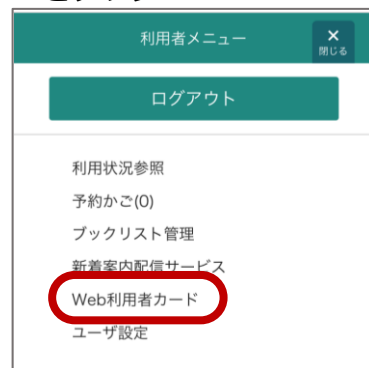 利用者メニュー
×
閉じる
ログアウト
利用状況参照
予約かご(0)
ブックリスト管理
新着案内配信サービス
Web利用者カード
ユーザ設定